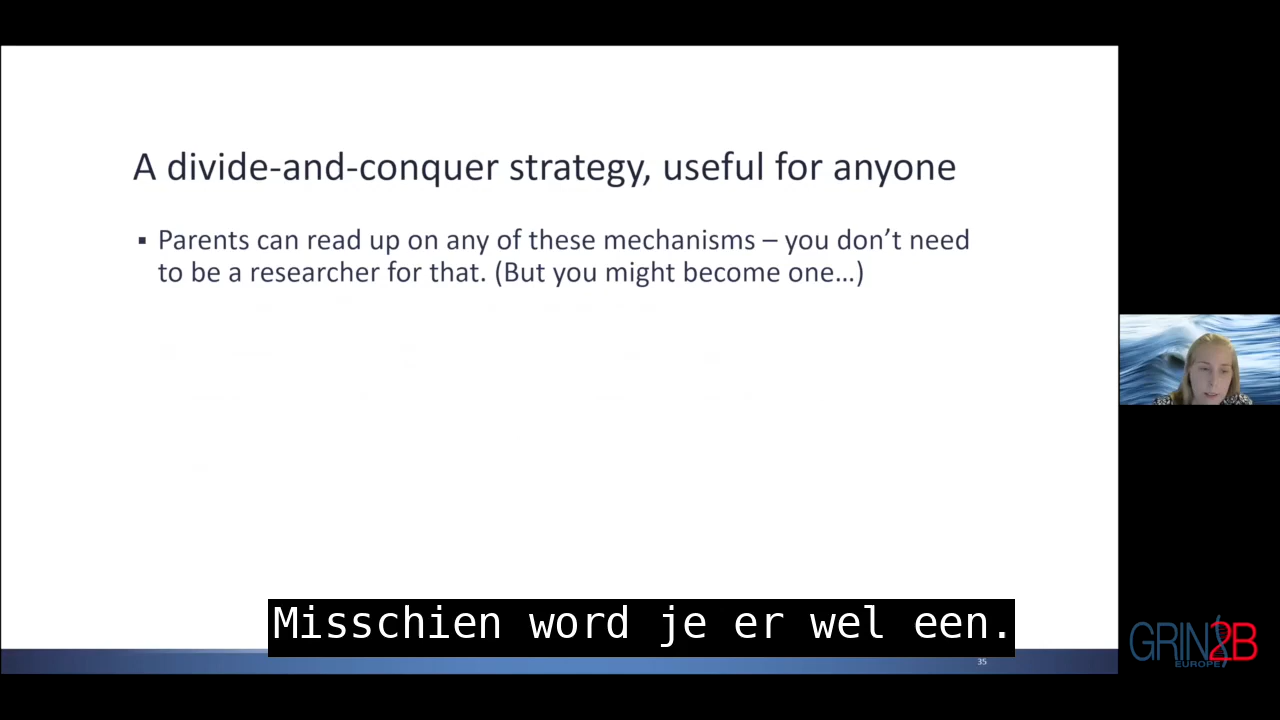 A divide-and-conquer strategy, useful for anyone
▪ Parents can read up on any of these mechanisms – you don’t need
to be a researcher for that. (But you might become one…)
Misschien word je er wel een.
35
GRIN2B
EUROPE